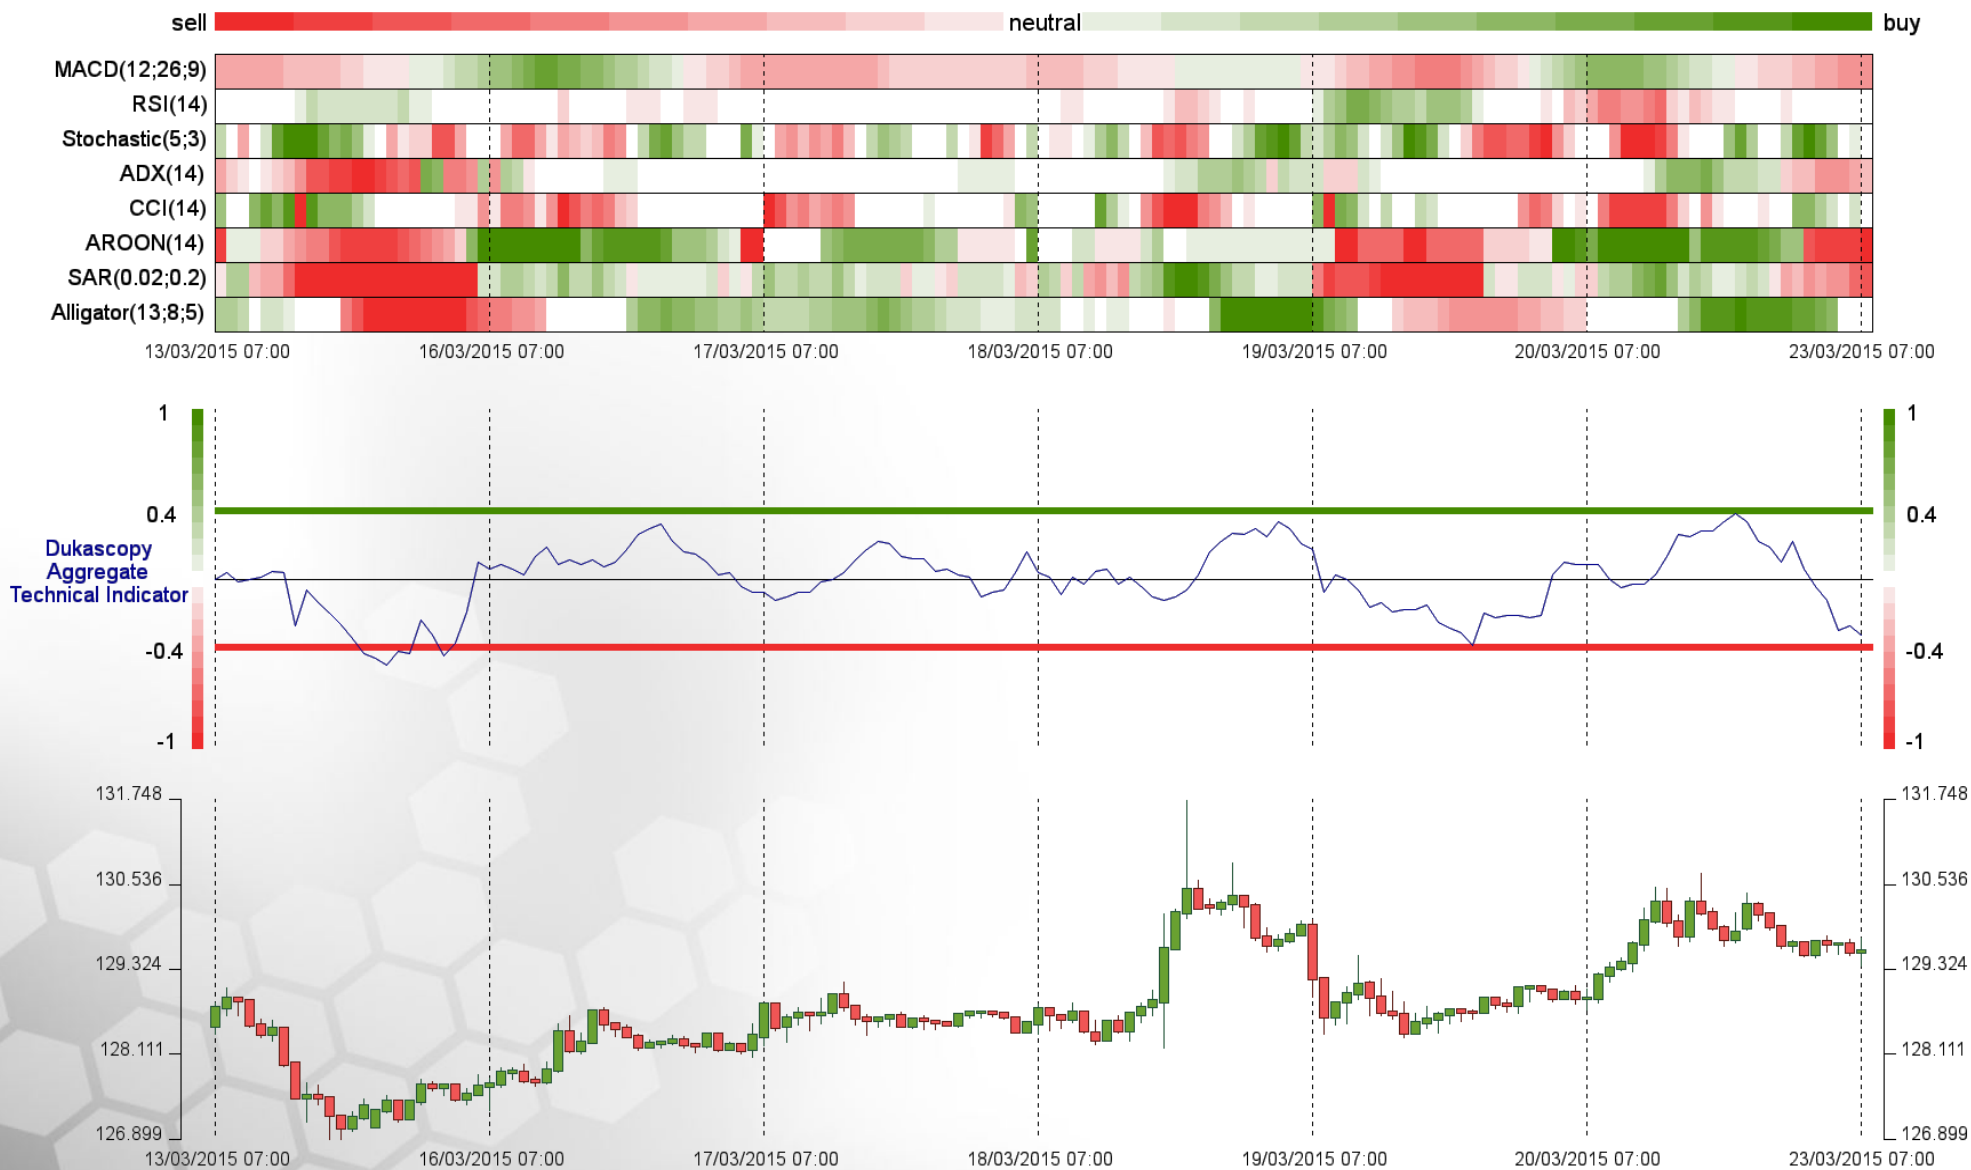 sell neutral buy
MACD(12;26;9)
RSI(14)
Stochastic(5;3)
ADX(14)
CCI(14)
AROON(14)
SAR(0.02;0.2)
Alligator(13;8;5)
13/03/2015 07:00 16/03/2015 07:00 17/03/2015 07:00 18/03/2015 07:00 19/03/2015 07:00 20/03/2015 07:00 23/03/2015 07:00
1 1
0.4 0.4
Dukascopy
Aggregate
Technical Indicator
-0.4 -0.4
-1 -1
131.748 131.748
130.536 130.536
129.324 129.324
128.111 128.111
126.899 126.899
13/03/2015 07:00 16/03/2015 07:00 17/03/2015 07:00 18/03/2015 07:00 19/03/2015 07:00 20/03/2015 07:00 23/03/2015 07:00